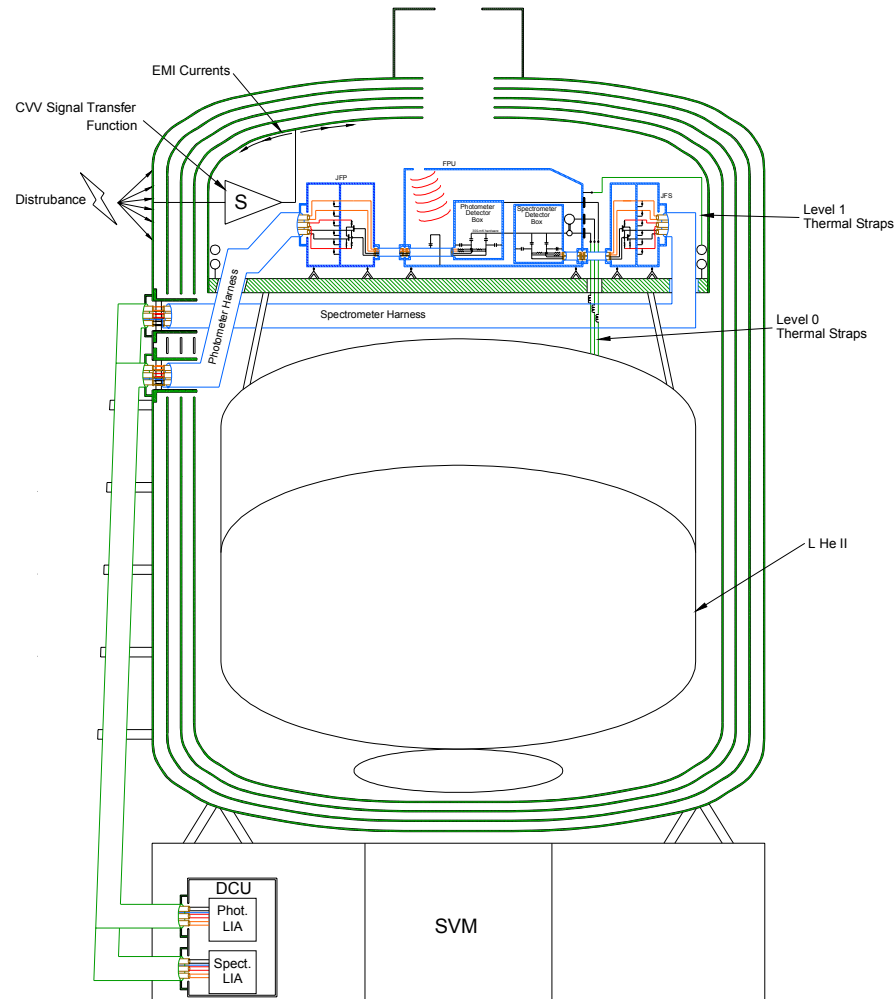 EMI Currents
CVV Signal Transfer
Function
Distrubance
S
JFP
FPU
JFS
Photometer
Detector
Box
Spectrometer
Detector
Box
Level 1
Thermal Straps
Photometer Harness
Spectrometer Harness
Level 0
Thermal Straps
L He II
DCU
Phot.
LIA
Spect.
LIA
SVM